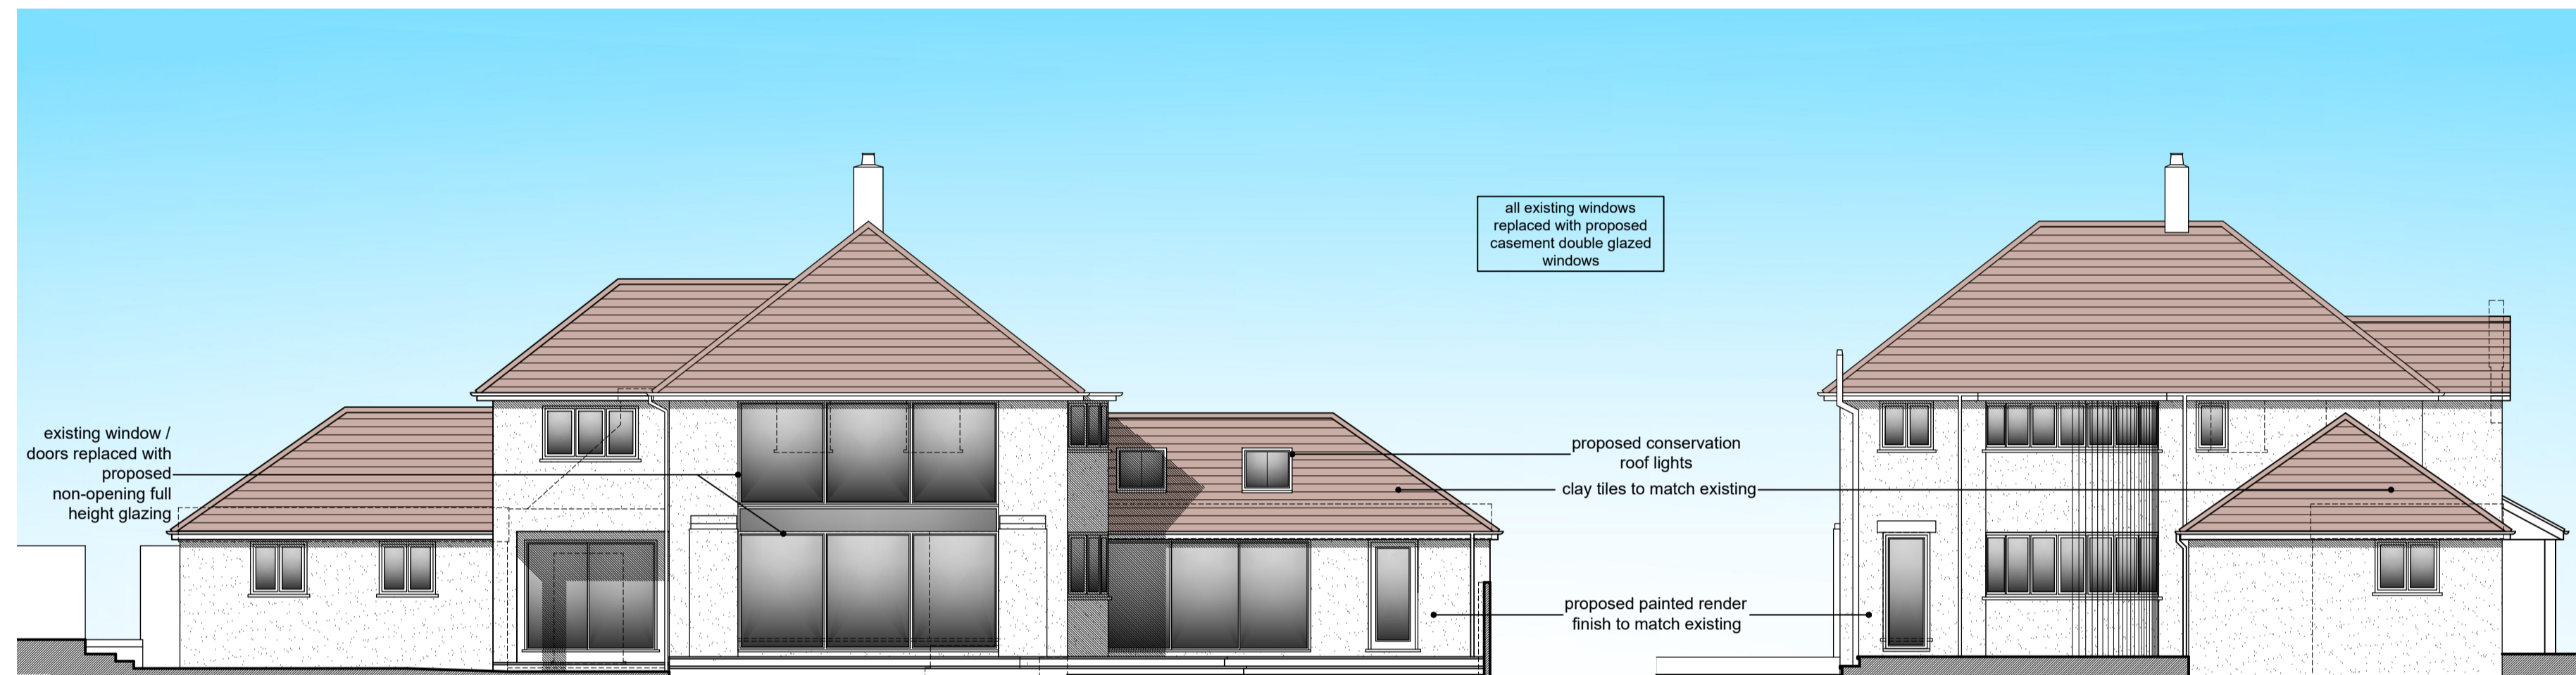 all existing windows
replaced with proposed
casement double glazed
windows
existing window /
doors replaced with
proposed
non-opening full
height glazing
proposed conservation
roof lights
clay tiles to match existing
proposed painted render
finish to match existing